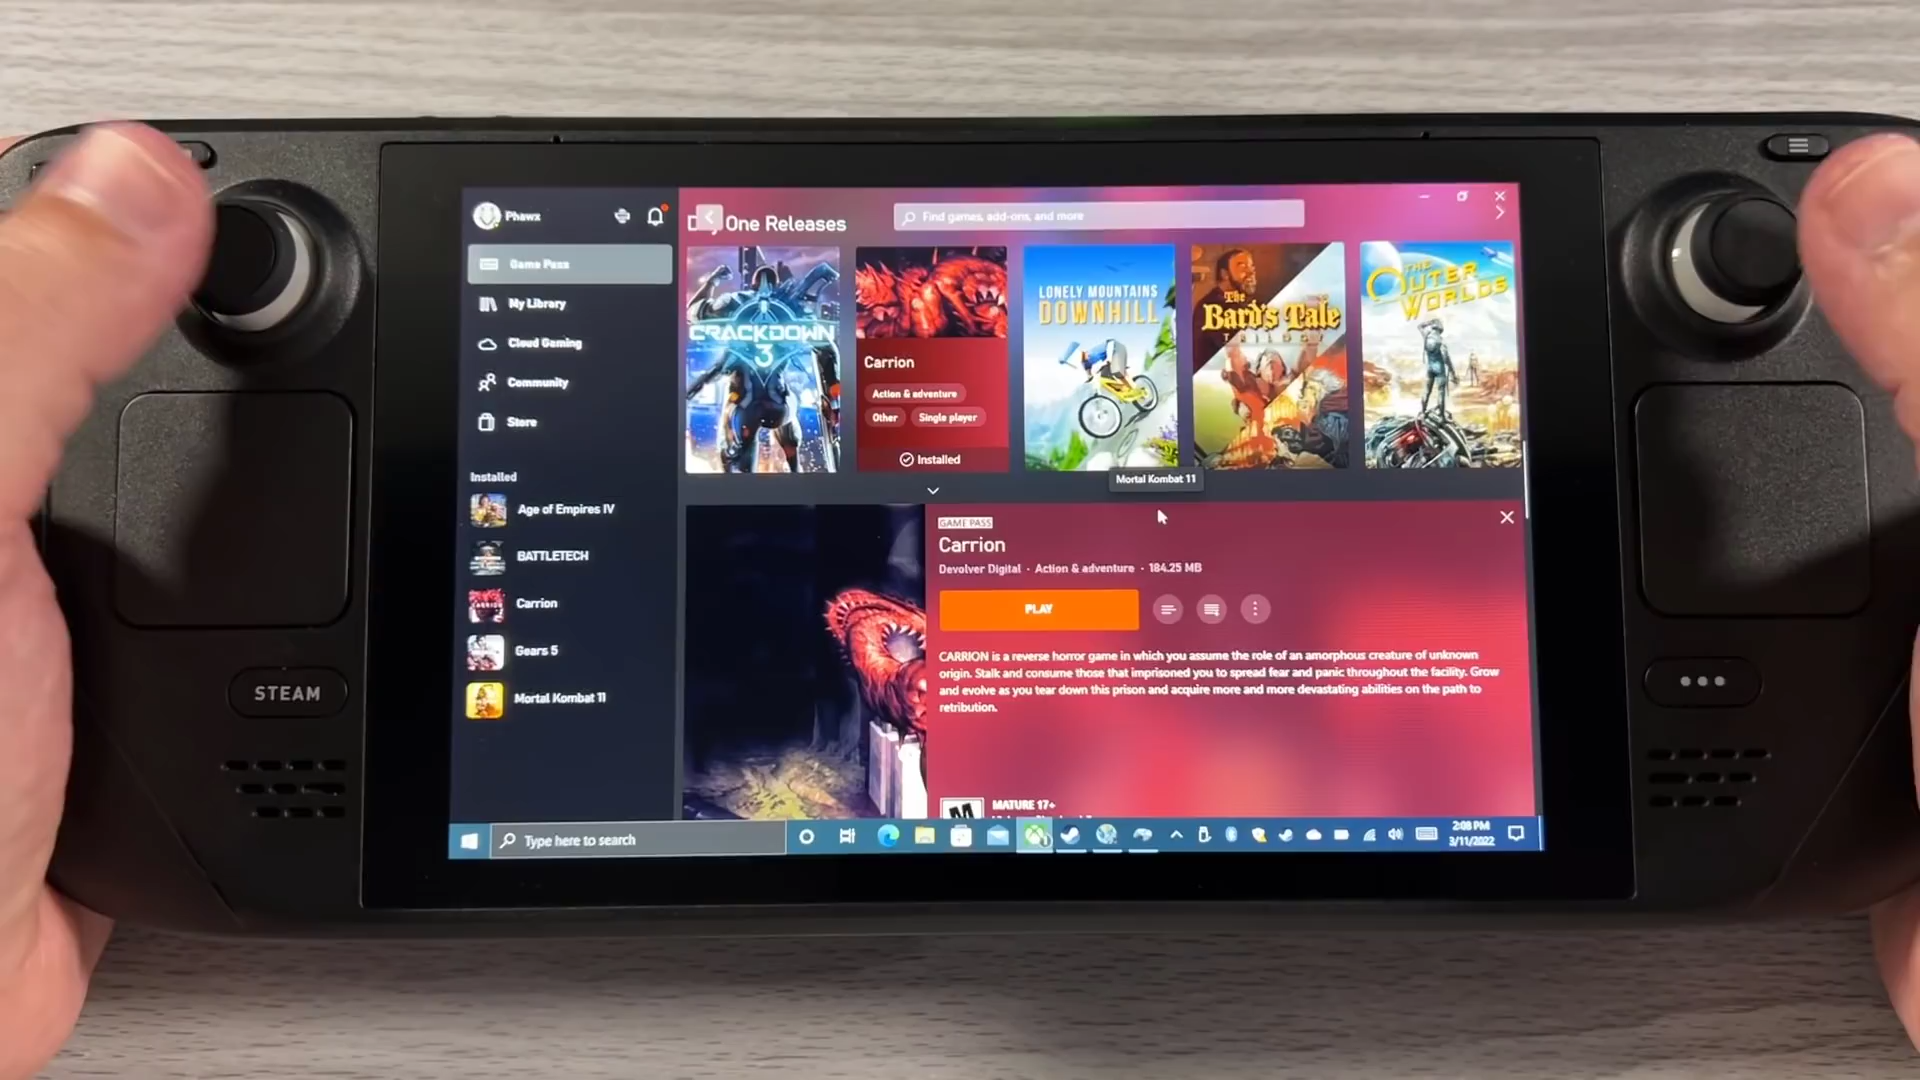 Phawx
One Releases
Find games, add-ons, and more
Game Pass
My Library
Cloud Gaming
Community
Store
Installed
Age of Empires IV
BATTLETECH
Carrion
Gears 5
Mortal Kombat 11
CRACKDOWN
3
Carrion
Action & adventure
Other
Single player
Installed
LONELY MOUNTAINS
DOWNHILL
The
Bard's Tale
TRILOGY
THE
OUTER
WORLDS
Mortal Kombat 11
GAME PASS
Carrion
Devolver Digital · Action & adventure · 184.25 MB
PLAY
CARRION is a reverse horror game in which you assume the role of an amorphous creature of unknown
origin. Stalk and consume those that imprisoned you to spread fear and panic throughout the facility. Grow
and evolve as you tear down this prison and acquire more and more devastating abilities on the path to
retribution.
MATURE 17+
STEAM
Type here to search
2:08 PM
3/11/2022